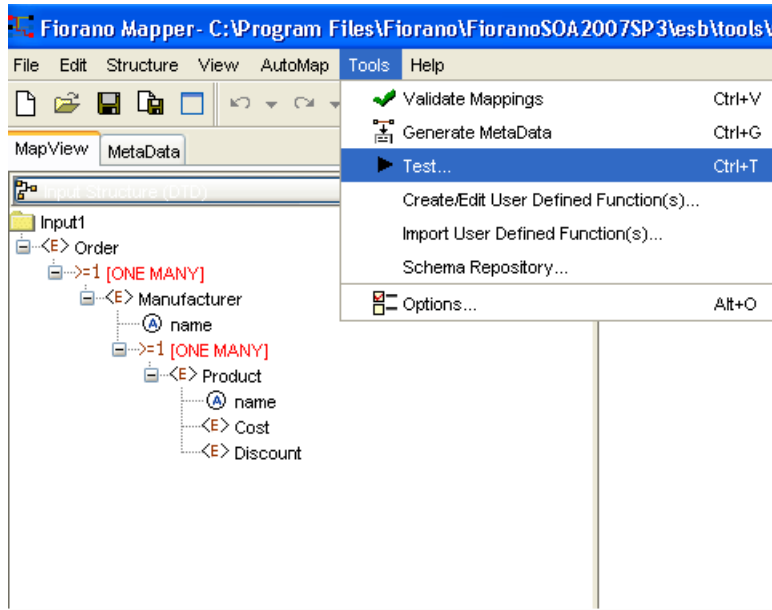 Fiorano Mapper- C:\Program Files\Fiorano\FioranoSOA2007SP3\esb\tools\
File Edit Structure View AutoMap Tools Help
Validate Mappings Ctrl+V
Generate MetaData Ctrl+G
MapView MetaData
Test... Ctrl+T
Input Structure (DTD)
Create/Edit User Defined Function(s)...
Input1
Import User Defined Function(s)...
<E> Order
Schema Repository...
>=1 [ONE MANY]
<E> Manufacturer
Options... Alt+O
A name
>=1 [ONE MANY]
<E> Product
A name
<E> Cost
<E> Discount